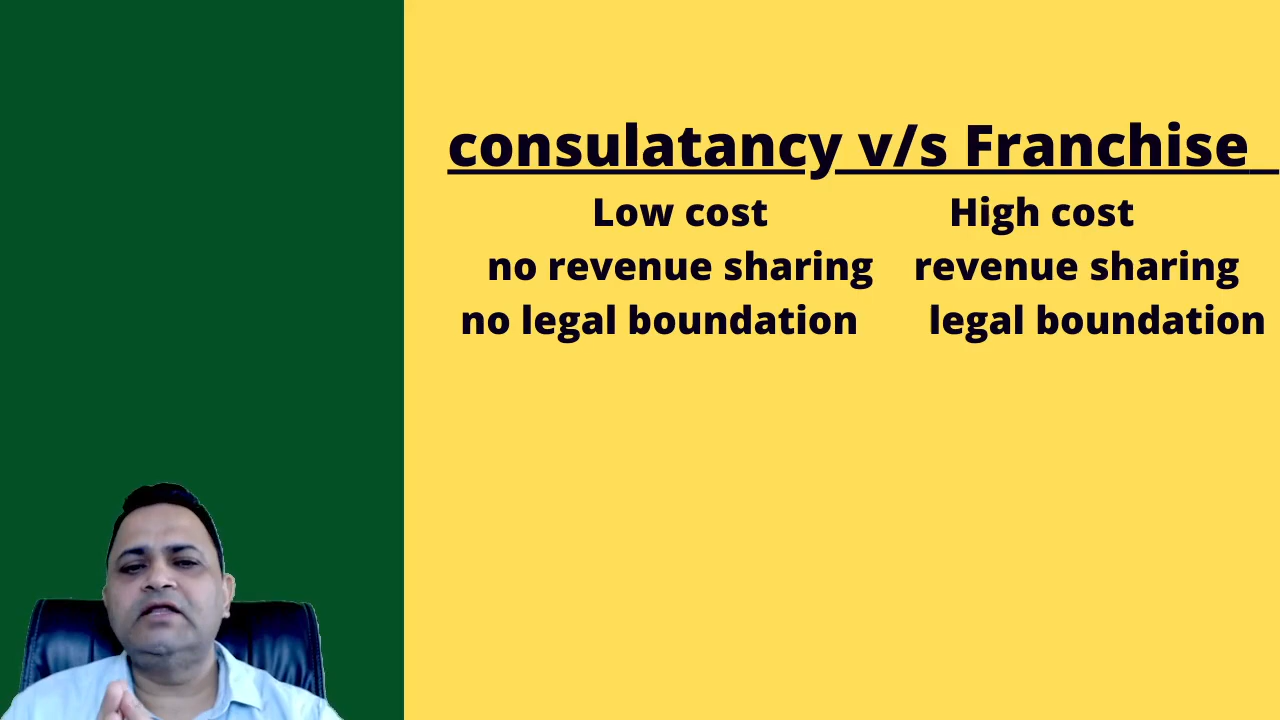 consulatancy v/s Franchise
Low cost High cost
no revenue sharing revenue sharing
no legal boundation legal boundation